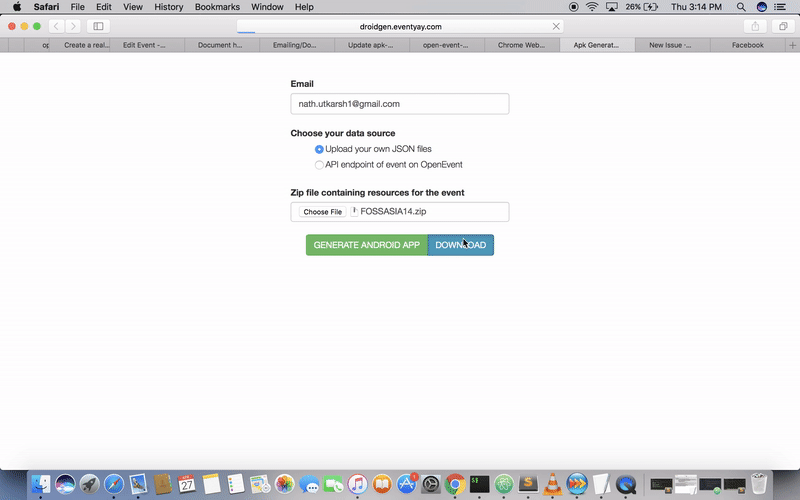 Safari File Edit View History Bookmarks Window Help 26% Thu 3:14 PM
droidgen.eventyay.com
Create a real... Edit Event -... Document h... Emailing/Do... Update apk-... open-event-... Chrome Web... Apk Generat... New Issue ·... Facebook
Email
nath.utkarsh1@gmail.com
Choose your data source
Upload your own JSON files
API endpoint of event on OpenEvent
Zip file containing resources for the event
Choose File FOSSASIA14.zip
GENERATE ANDROID APP DOWNLOAD
27 1